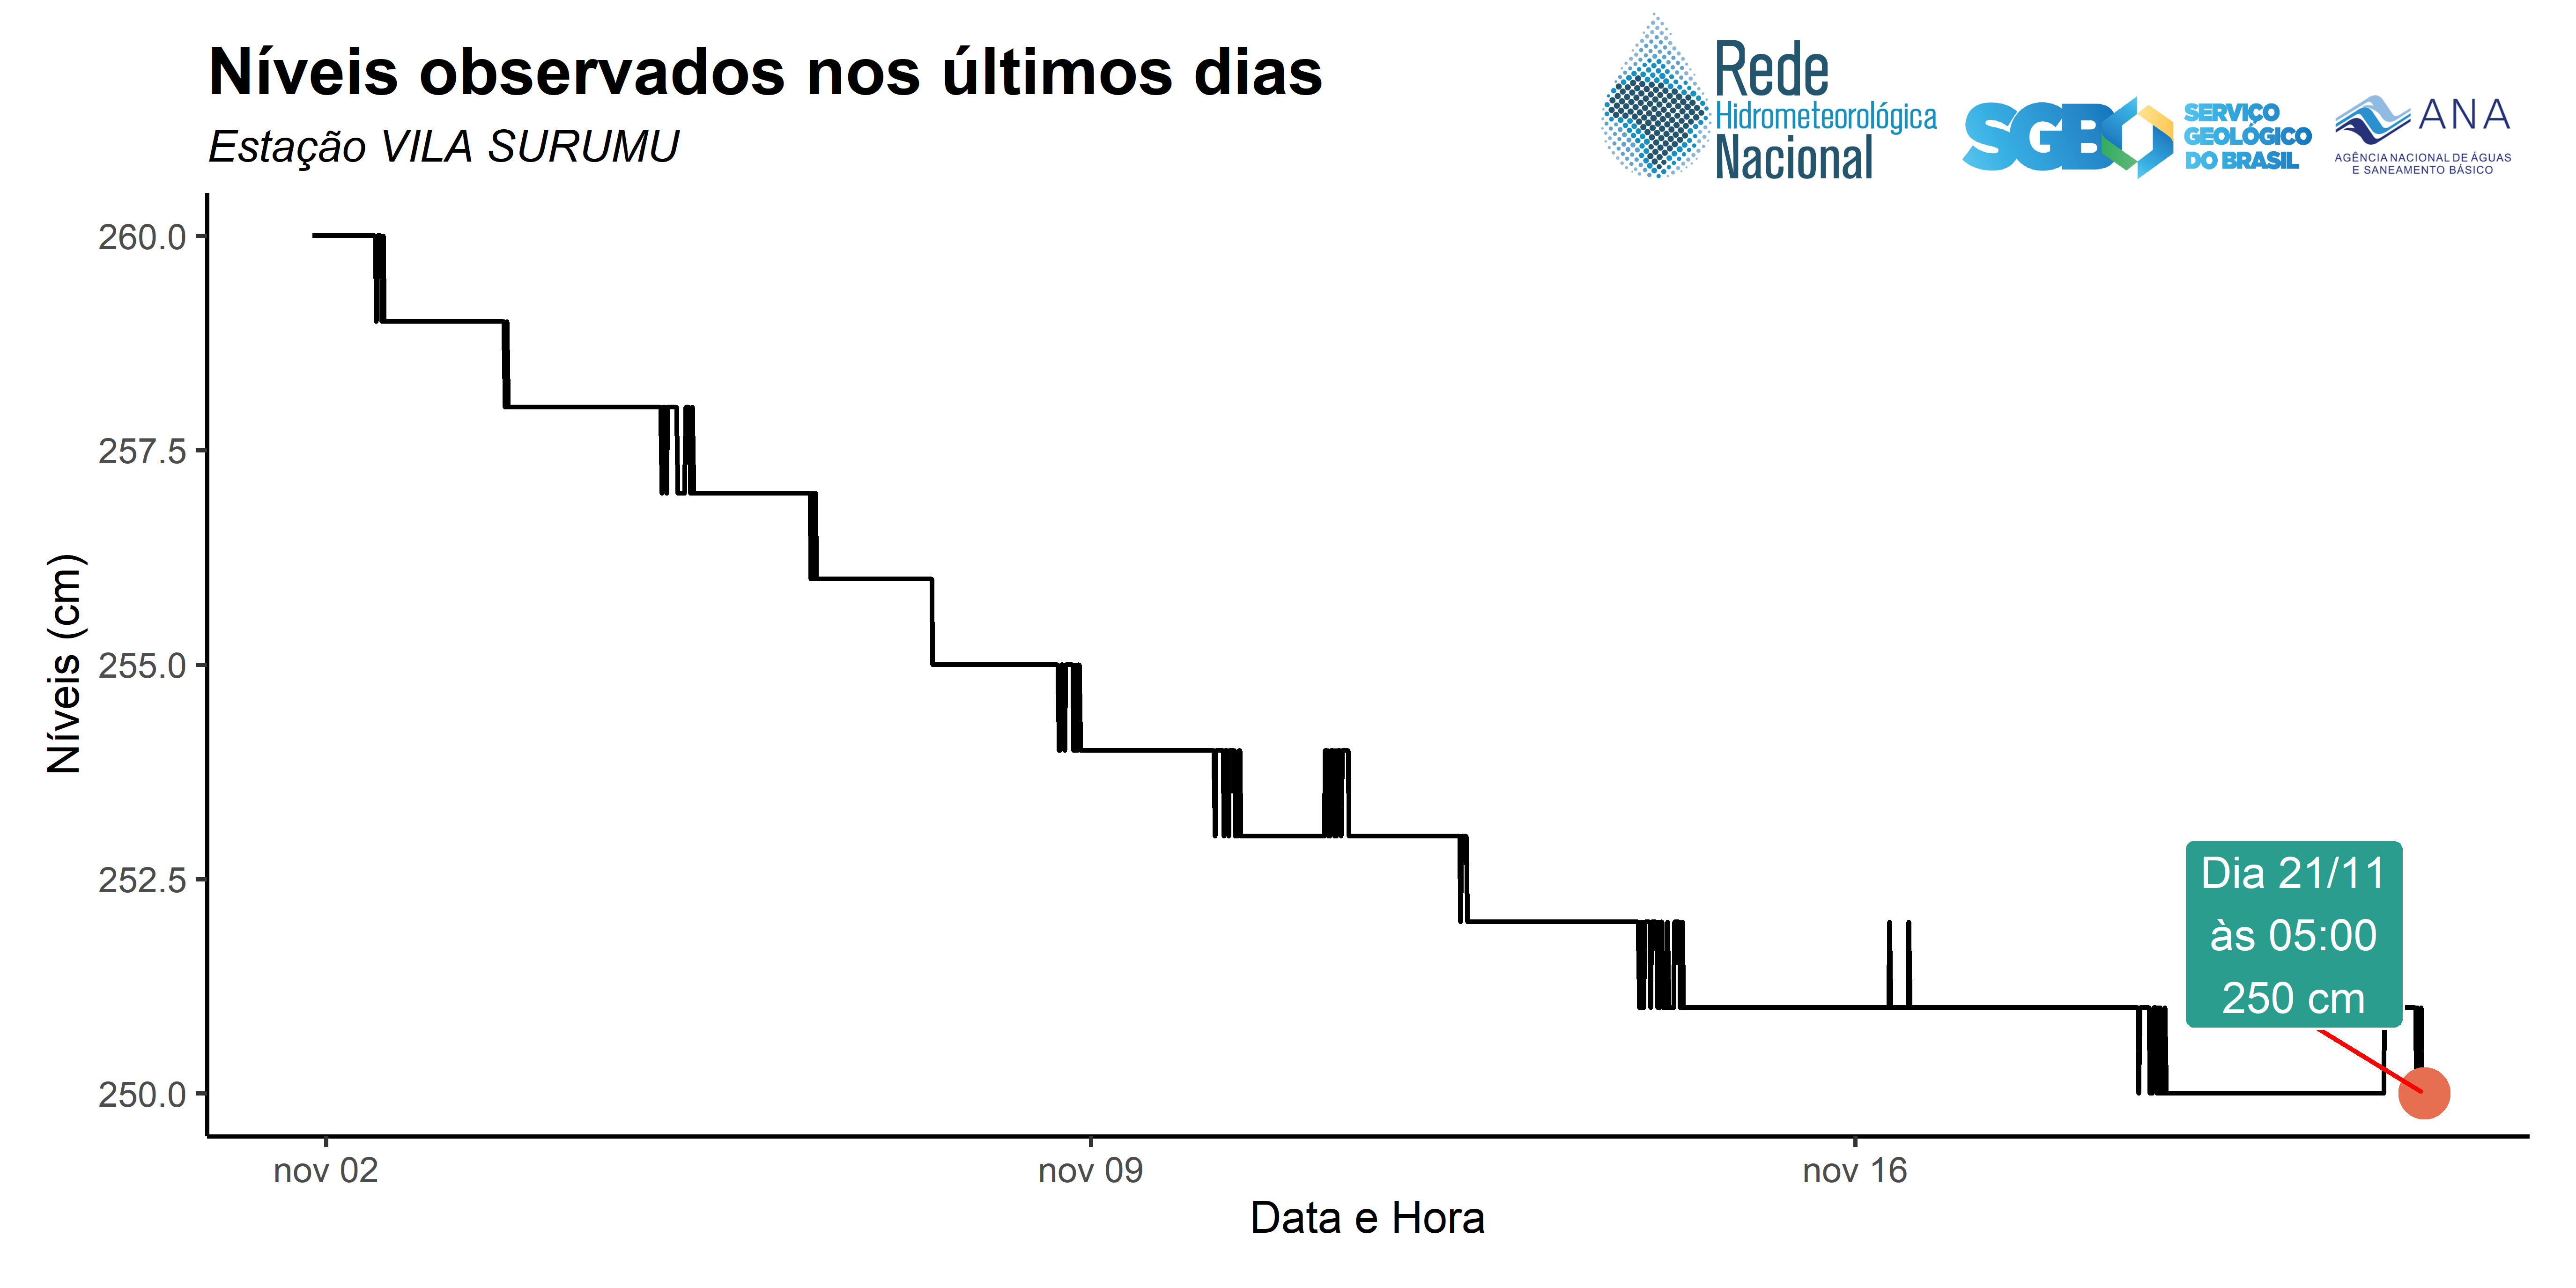 Níveis observados nos últimos dias
Estação VILA SURUMU
Rede
Hidrometeorológica
Nacional
SGB
SERVIÇO
GEOLÓGICO
DO BRASIL
ANA
AGÊNCIA NACIONAL DE ÁGUAS
E SANEAMENTO BÁSICO
Níveis (cm)
260.0
257.5
255.0
252.5
250.0
Dia 21/11
às 05:00
250 cm
nov 02
nov 09
nov 16
Data e Hora